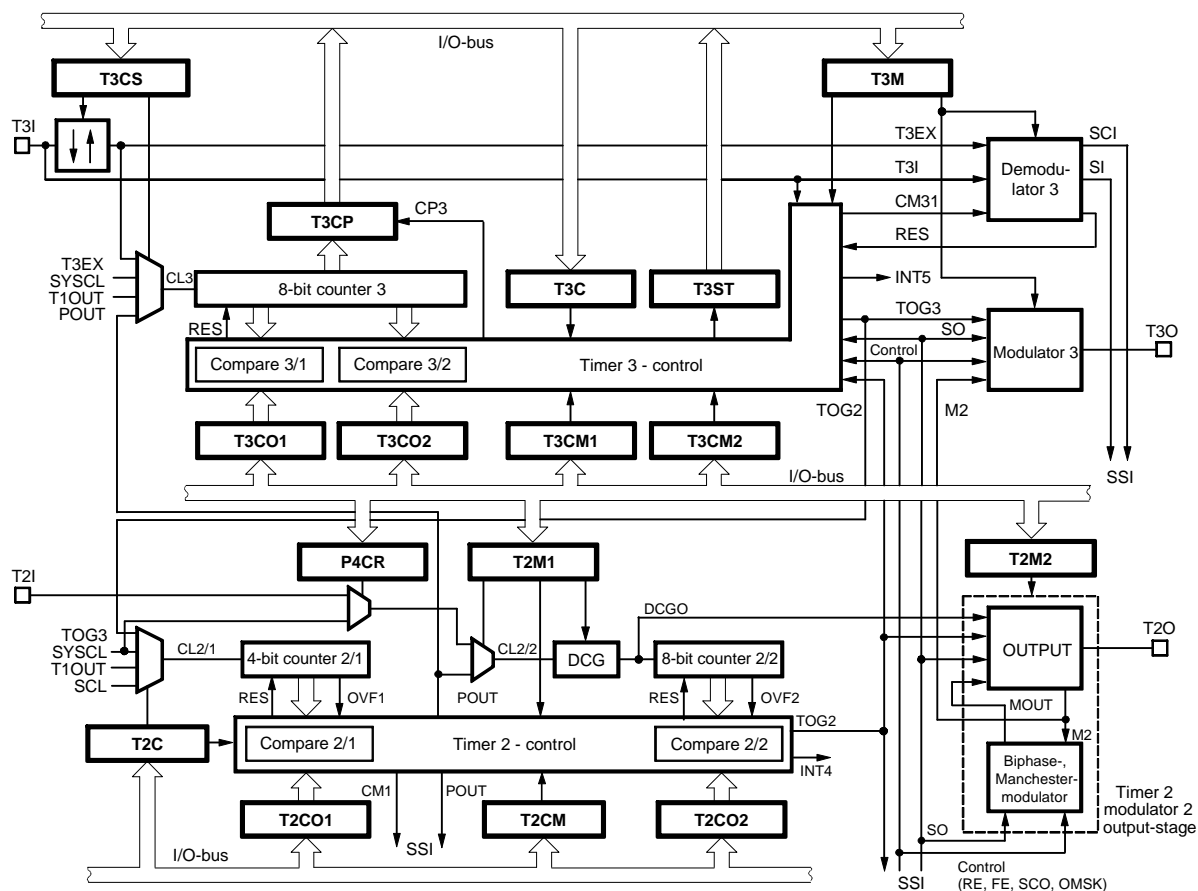 I/O-bus
T3CS
T3M
T3I
T3EX
SCI
T3I
SI
Demodu-
lator 3
CM31
T3CP
CP3
RES
T3EX
SYSCL
T1OUT
POUT
CL3
8-bit counter 3
T3C
T3ST
INT5
RES
TOG3
SO
Control
Modulator 3
T3O
Compare 3/1
Compare 3/2
Timer 3 - control
TOG2
M2
T3CO1
T3CO2
T3CM1
T3CM2
SSI
I/O-bus
P4CR
T2M1
T2M2
T2I
DCGO
TOG3
SYSCL
T1OUT
SCL
CL2/1
4-bit counter 2/1
CL2/2
DCG
8-bit counter 2/2
OUTPUT
T2O
RES
OVF1
POUT
RES
OVF2
MOUT
TOG2
M2
T2C
Compare 2/1
Timer 2 - control
Compare 2/2
INT4
Biphase-,
Manchester-
modulator
Timer 2
modulator 2
output-stage
CM1
POUT
T2CO1
T2CM
T2CO2
SO
SSI
I/O-bus
SSI
Control
(RE, FE, SCO, OMSK)